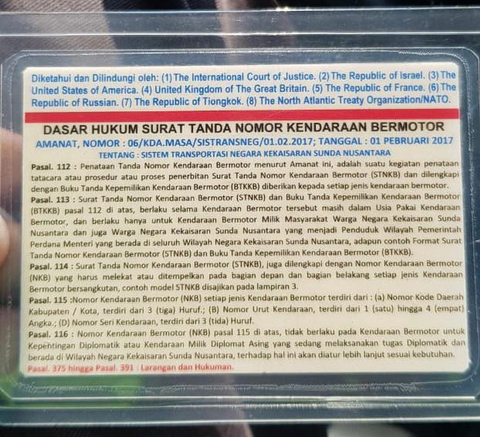 Diketahui dan Dilindungi oleh: (1)The International Court of Justice. (2)The Republic of Israel. (3)The
United States of America. (4) United Kingdom of The Great Britain. (5) The Republic of France. (6)The
Republic of Russian. (7) The Republic of Tiongkok. (8) The North Atlantic Treaty Organization/NATO.
DASAR HUKUM SURAT TANDA NOMOR KENDARAAN BERMOTOR
AMANAT, NOMOR : 06/KDA.MASA/SISTRANSNEG/01.02.2017; TANGGAL : 01 PEBRUARI 2017
TENTANG : SISTEM TRANSPORTASI NEGARA KEKAISARAN SUNDA NUSANTARA
Pasal. 112 : Penataan Tanda Nomor Kendaraan Bermotor menurut Amanat ini, adalah suatu kegiatan penataan
tatacara atau prosedur atau proses penerbitan Surat Tanda Nomor Kendaraan (STNKB) dan dilengkapi
dengan Buku Tanda Kepemilikan Kendaraan Bermotor (BTKKB) diberikan kepada setiap jenis kendaraan bermotor.
Pasal. 113 : Surat Tanda Nomor Kendaraan Bermotor (STNKB) dan Buku Tanda Kepemilikan Kendaraan Bermotor
(BTKKB) pasal 112 di atas, berlaku selama Kendaraan Bermotor tersebut masih dalam Usia Pakai Kendaraan
Bermotor, dan berlaku hanya untuk Kendaraan Bermotor Milik Masyarakat Warga Negara Kekaisaran Sunda
Nusantara dan juga Warga Negara Kekaisaran Sunda Nusantara yang menjadi Penduduk Wilayah Pemerintah
Perdana Menteri yang berada di seluruh Wilayah Negara Kekaisaran Sunda Nusantara, adapun contoh Format Surat
Tanda Nomor Kendaraan Bermotor (STNKB) dan Buku Tanda Kepemilikan Kendaraan Bermotor (BTKKB).
Pasal. 114 : Surat Tanda Nomor Kendaraan Bermotor (STNKB), juga dilengkapi dengan Nomor Kendaraan Bermotor
(NKB) yang harus melekat atau ditempelkan pada bagian depan dan bagian belakang setiap jenis Kendaraan
Bermotor bersangkutan, contoh model STNKB disajikan pada lampiran 3.
Pasal. 115 :Nomor Kendaraan Bermotor (NKB) setiap jenis Kendaraan Bermotor terdiri dari : (a) Nomor Kode Daerah
Kabupaten / Kota, terdiri dari 3 (tiga) Huruf.; (B) Nomor Urut Kendaraan, terdiri dari 1 (satu) hingga 4 (empat)
Angka.; (D) Nomor Seri Kendaraan, terdiri dari 3 (tiga) Huruf.
Pasal. 116 : Nomor Kendaraan Bermotor (NKB) pasal 115 di atas, tidak berlaku pada Kendaraan Bermotor untuk
Kepentingan Diplomatik atau Kendaraan Milik Diplomat Asing yang sedang melaksanakan tugas Diplomatik dan
berada di Wilayah Negara Kekaisaran Sunda Nusantara, terhadap hal ini akan diatur lebih lanjut sesuai kebutuhan.
Pasal. 375 hingga Pasal. 391 : Larangan dan Hukuman.